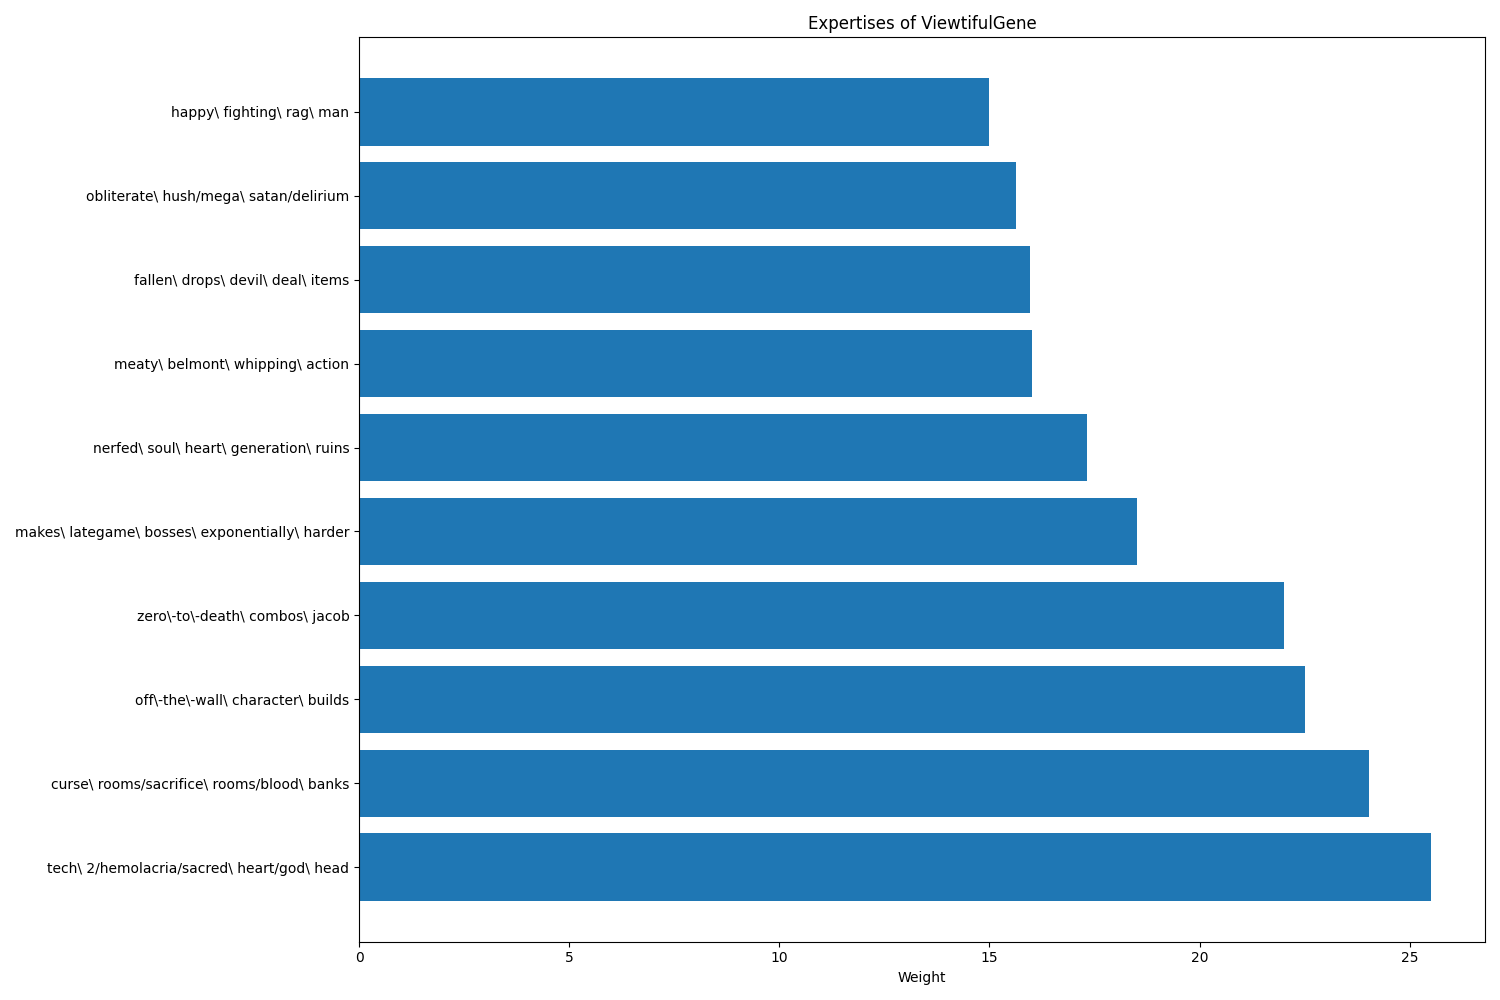 Expertises of ViewtifulGene
happy\ fighting\ rag\ man
obliterate\ hush/mega\ satan/delirium
fallen\ drops\ devil\ deal\ items
meaty\ belmont\ whipping\ action
nerfed\ soul\ heart\ generation\ ruins
makes\ lategame\ bosses\ exponentially\ harder
zero\-to\-death\ combos\ jacob
off\-the\-wall\ character\ builds
curse\ rooms/sacrifice\ rooms/blood\ banks
tech\ 2/hemolacria/sacred\ heart/god\ head
0 5 10 15 20 25
Weight